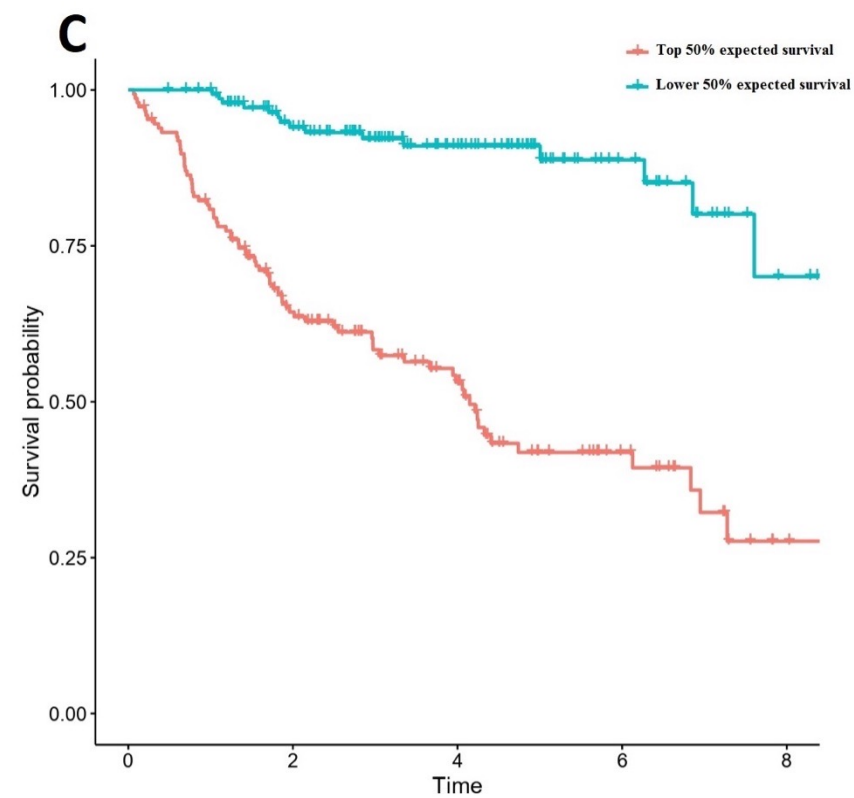 C
Top 50% expected survival
Lower 50% expected survival
1.00
0.75
0.50
0.25
0.00
Survival probability
0 2 4 6 8
Time